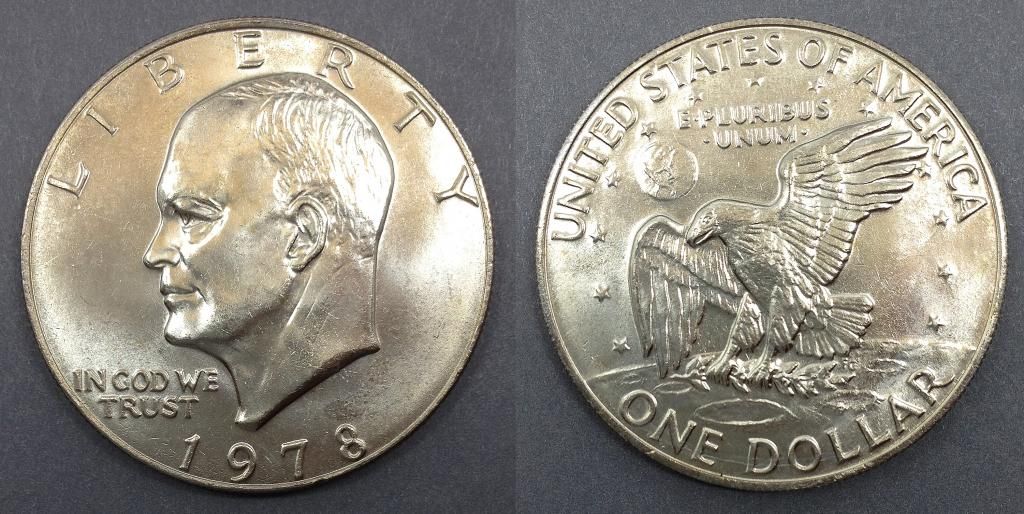 LIBERTY
IN GOD WE
TRUST
1978
UNITED STATES OF AMERICA
E·PLURIBUS
·UNUM·
ONE DOLLAR